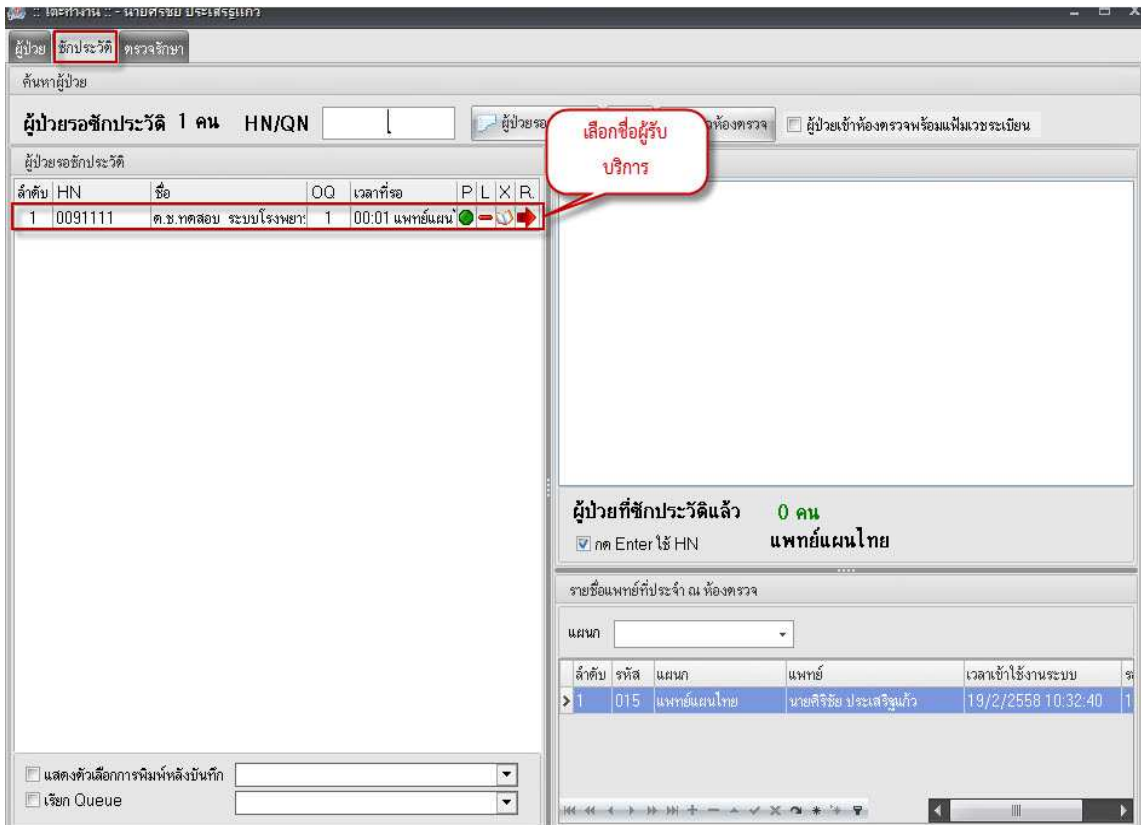 :: โต๊ะทำงาน :: - นายศิริชัย ประเสริฐแก้ว
ผู้ป่วย ซักประวัติ ตรวจรักษา
ค้นหาผู้ป่วย
ผู้ป่วยรอซักประวัติ 1 คน HN/QN ผู้ป่วยรอ ห้องตรวจ ผู้ป่วยเข้าห้องตรวจพร้อมแฟ้มเวชระเบียน
เลือกชื่อผู้รับ
บริการ
ผู้ป่วยรอซักประวัติ
ลำดับ HN ชื่อ OQ เวลาที่รอ P L X R.
1 0091111 ด.ช.ทดสอบ ระบบโรงพยา 1 00:01 แพทย์แผน
ผู้ป่วยที่ซักประวัติแล้ว 0 คน
กด Enter ใช้ HN แพทย์แผนไทย
รายชื่อแพทย์ที่ประจำ ณ ห้องตรวจ
แผนก
ลำดับ รหัส แผนก แพทย์ เวลาเข้าใช้งานระบบ
1 015 แพทย์แผนไทย นายศิริชัย ประเสริฐแก้ว 19/2/2558 10:32:40 1
แสดงตัวเลือกการพิมพ์หลังบันทึก
เรียก Queue